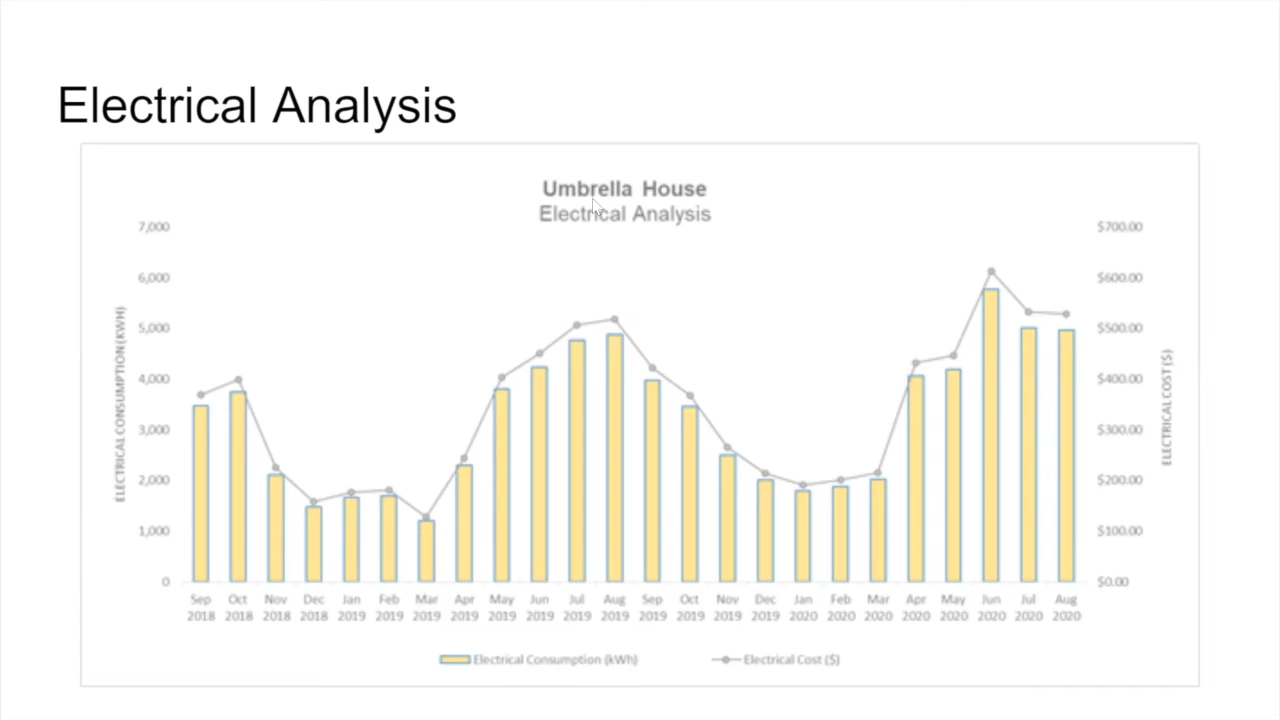 Electrical Analysis
Umbrella House
Electrical Analysis
7,000
6,000
5,000
4,000
3,000
2,000
1,000
0
ELECTRICAL CONSUMPTION (KWH)
$700.00
$600.00
$500.00
$400.00
$300.00
$200.00
$100.00
$0.00
ELECTRICAL COST ($)
Sep Oct Nov Dec Jan Feb Mar Apr May Jun Jul Aug Sep Oct Nov Dec Jan Feb Mar Apr May Jun Jul Aug
2018 2018 2018 2018 2019 2019 2019 2019 2019 2019 2019 2019 2019 2019 2019 2019 2020 2020 2020 2020 2020 2020 2020 2020
Electrical Consumption (kWh) Electrical Cost ($)